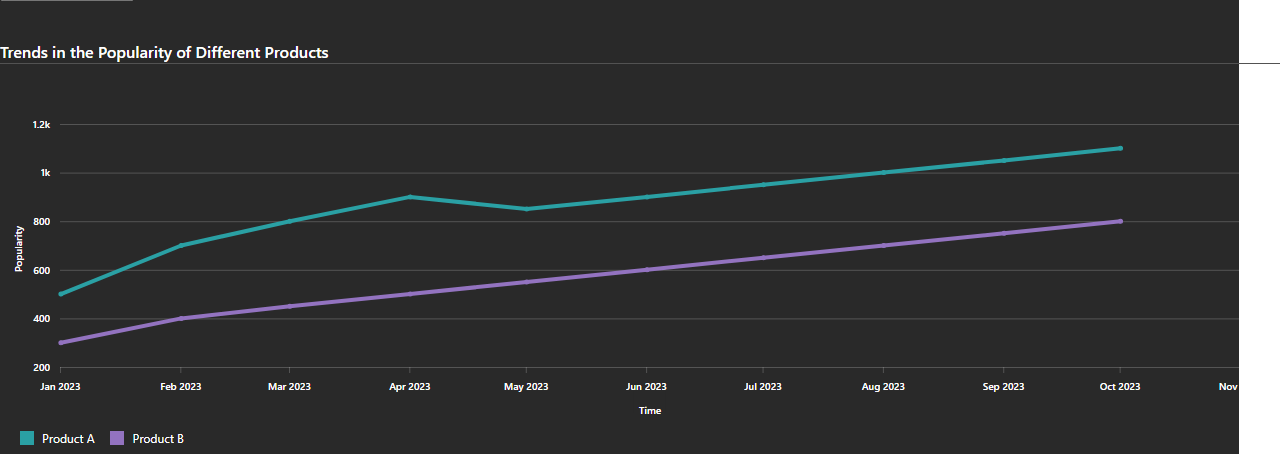 Trends in the Popularity of Different Products
1.2k
1k
800
600
400
200
Popularity
Jan 2023 Feb 2023 Mar 2023 Apr 2023 May 2023 Jun 2023 Jul 2023 Aug 2023 Sep 2023 Oct 2023 Nov
Time
Product A Product B